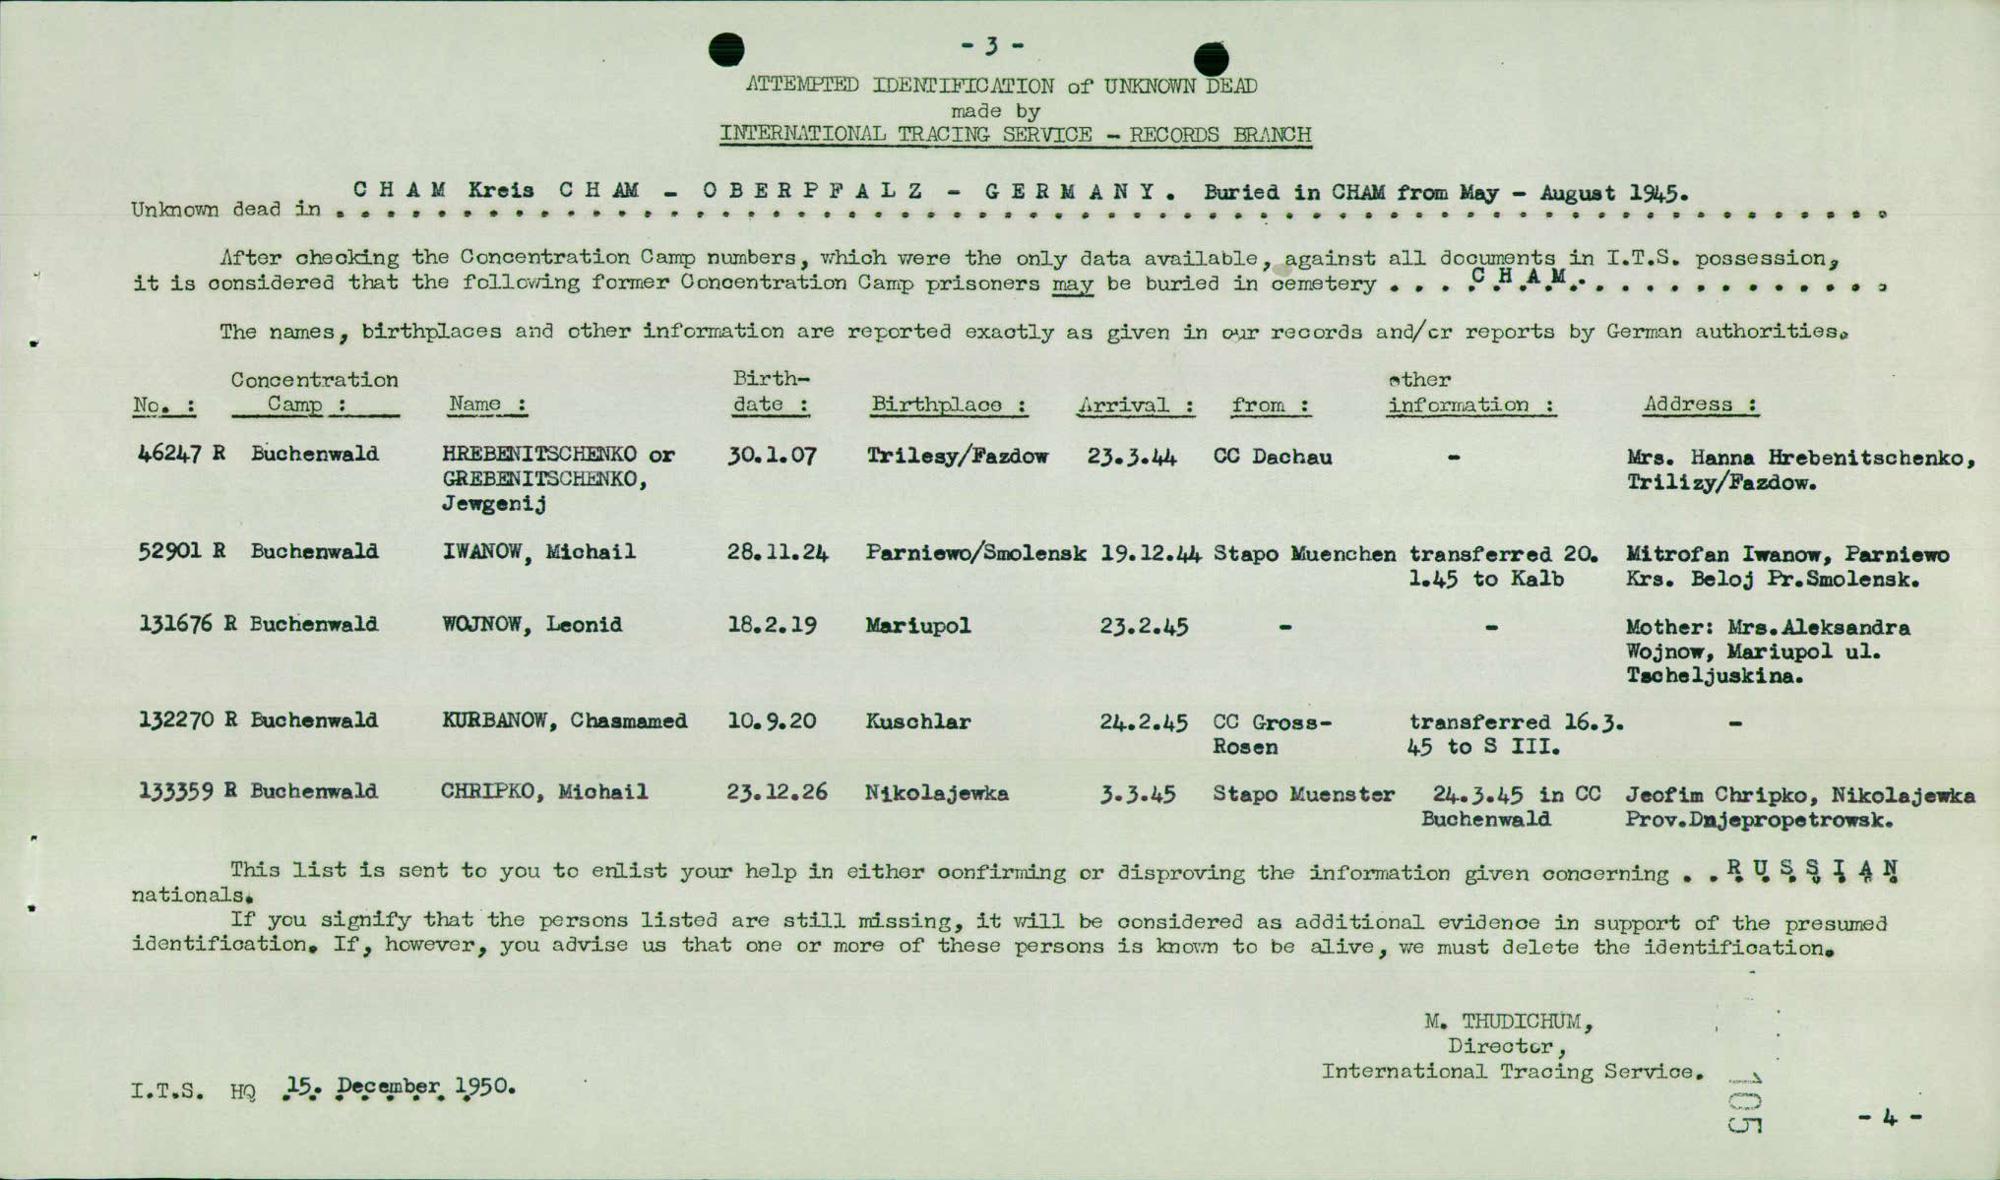 - 3 -
ATTEMPTED IDENTIFICATION of UNKNOWN DEAD
made by
INTERNATIONAL TRACING SERVICE - RECORDS BRANCH
Unknown dead in C H A M Kreis C H A M - O B E R P F A L Z - G E R M A N Y. Buried in CHAM from May - August 1945.
After checking the Concentration Camp numbers, which were the only data available, against all documents in I.T.S. possession,
it is considered that the following former Concentration Camp prisoners may be buried in cemetery . . . C H A M. . . . . . . . . . . . .
The names, birthplaces and other information are reported exactly as given in our records and/or reports by German authorities.
No. : Concentration Camp : Name : Birth-date : Birthplace : Arrival : from : other information : Address :
46247 R Buchenwald HREBENITSCHENKO or 30.1.07 Trilesy/Fazdow 23.3.44 CC Dachau - Mrs. Hanna Hrebenitschenko,
GREBENITSCHENKO, Trilizy/Fazdow.
Jewgenij
52901 R Buchenwald IWANOW, Michail 28.11.24 Parniewo/Smolensk 19.12.44 Stapo Muenchen transferred 20. Mitrofan Iwanow, Parniewo
1.45 to Kalb Krs. Beloj Pr.Smolensk.
131676 R Buchenwald WOJNOW, Leonid 18.2.19 Mariupol 23.2.45 - - Mother: Mrs.Aleksandra
Wojnow, Mariupol ul.
Tscheljuskina.
132270 R Buchenwald KURBANOW, Chasmamed 10.9.20 Kuschlar 24.2.45 CC Gross- transferred 16.3. -
Rosen 45 to S III.
133359 R Buchenwald CHRIPKO, Michail 23.12.26 Nikolajewka 3.3.45 Stapo Muenster 24.3.45 in CC Jeofim Chripko, Nikolajewka
Buchenwald Prov.Dnjepropetrowsk.
This list is sent to you to enlist your help in either confirming or disproving the information given concerning . . R U S S I A N
nationals.
If you signify that the persons listed are still missing, it will be considered as additional evidence in support of the presumed
identification. If, however, you advise us that one or more of these persons is known to be alive, we must delete the identification.
M. THUDICHUM,
Director,
International Tracing Service.
I.T.S. HQ 15. December 1950.
105
- 4 -